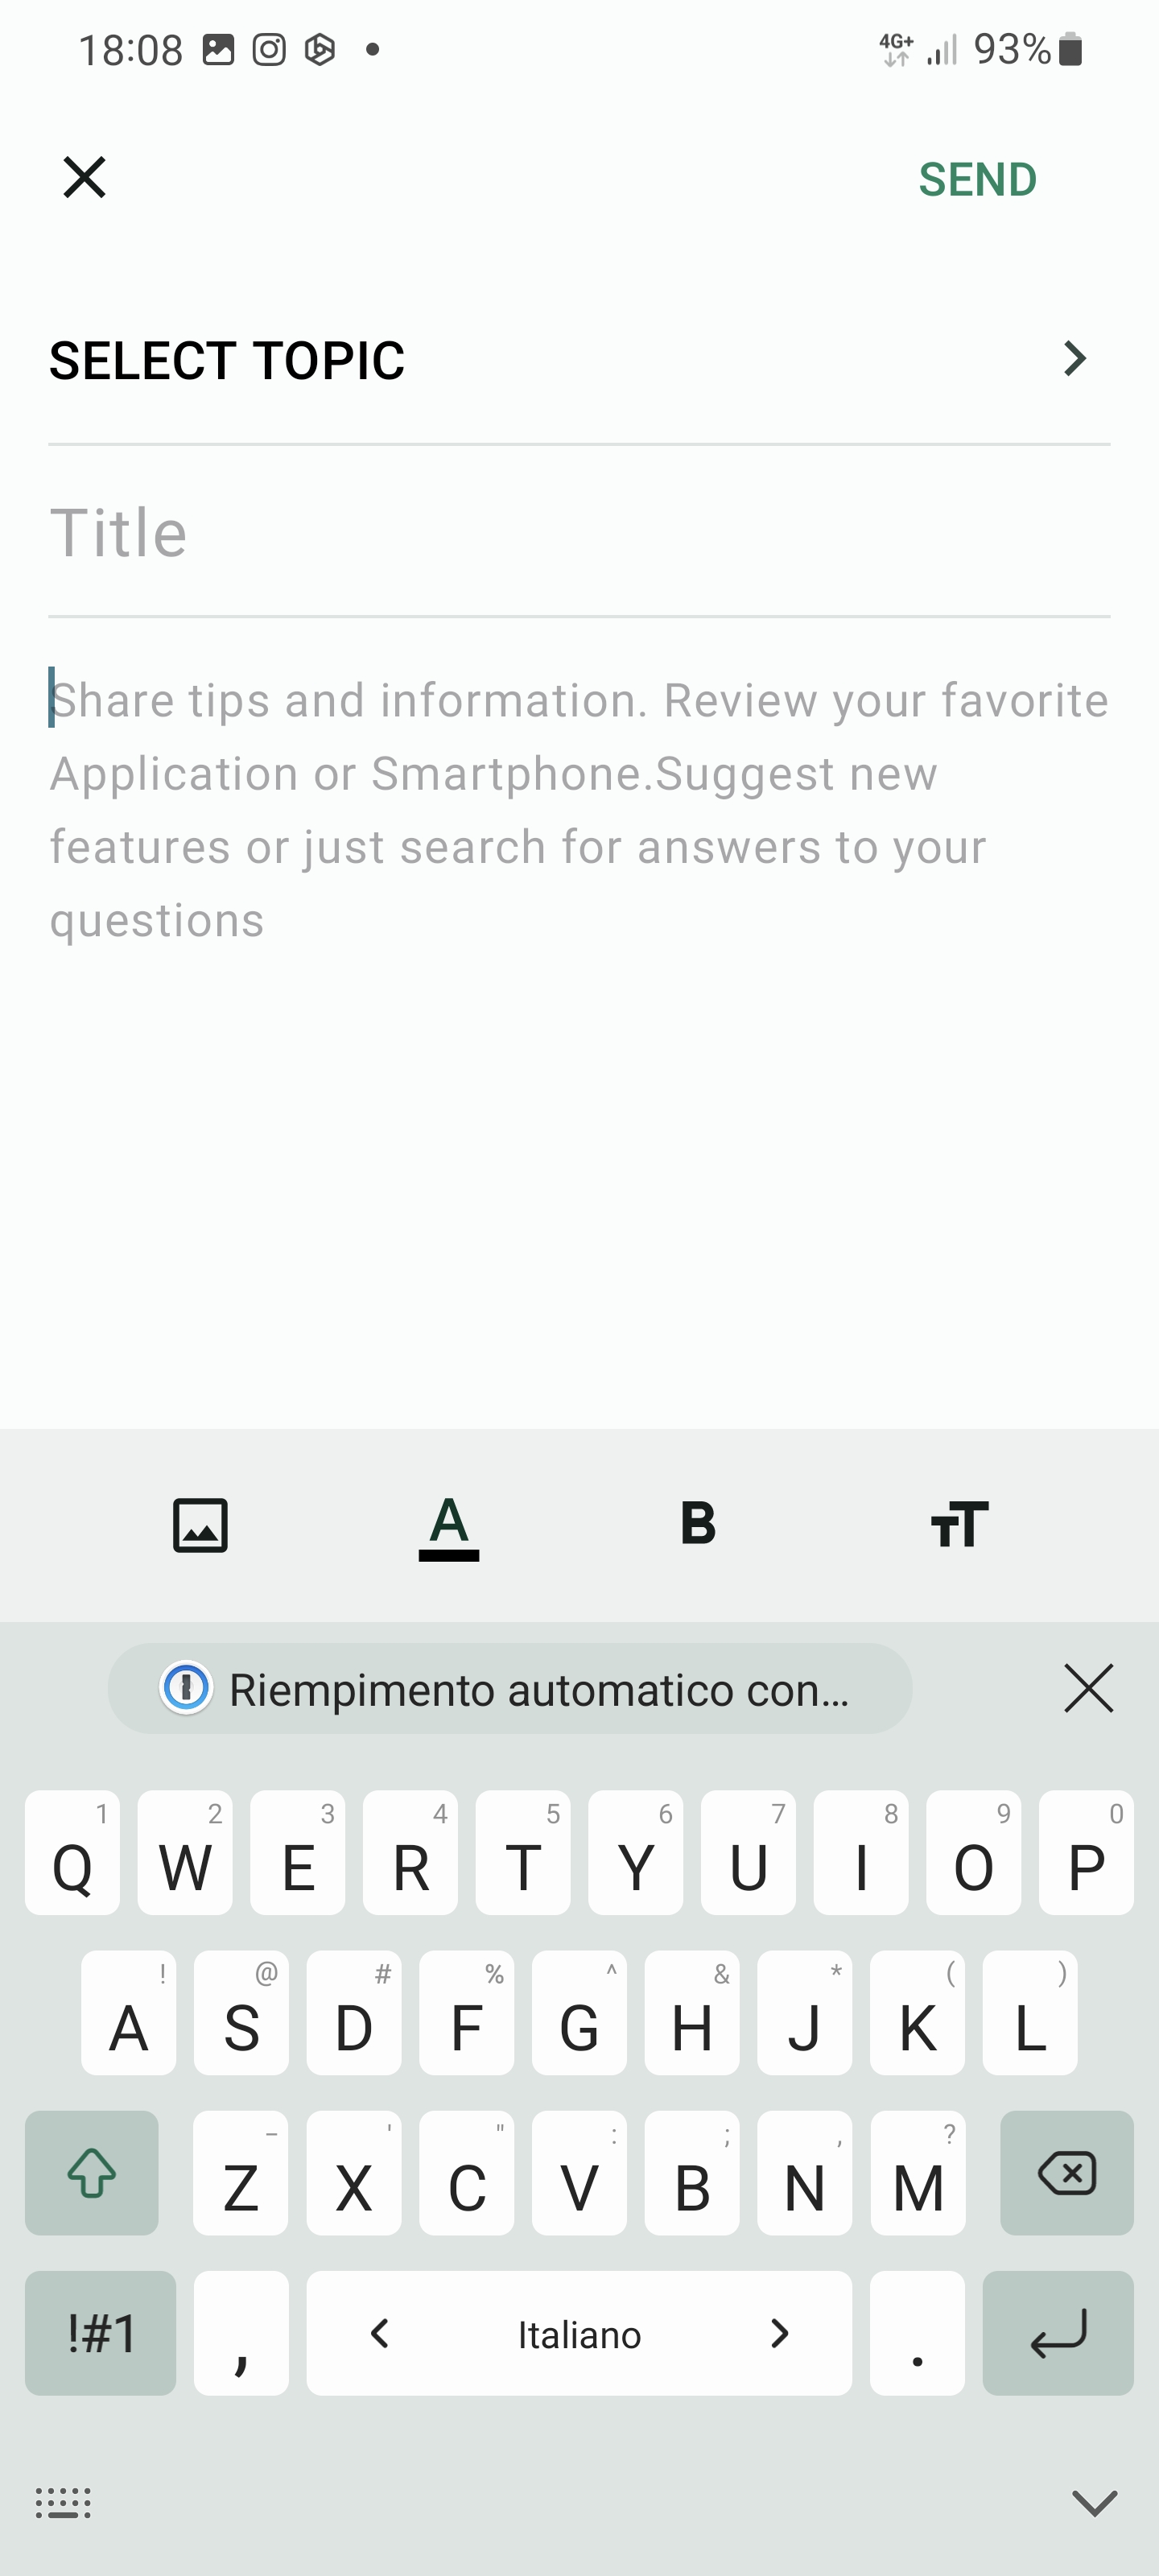 18:08 4G+ 93%
SEND
SELECT TOPIC
Title
Share tips and information. Review your favorite
Application or Smartphone.Suggest new
features or just search for answers to your
questions
A B TT
Riempimento automatico con...
1 2 3 4 5 6 7 8 9 0
Q W E R T Y U I O P
! @ # % ^ & * ( )
A S D F G H J K L
- ' " : ; , ?
Z X C V B N M
!#1 , < Italiano > .